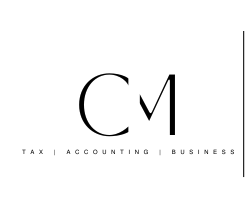 CM
TAX | ACCOUNTING | BUSINESS